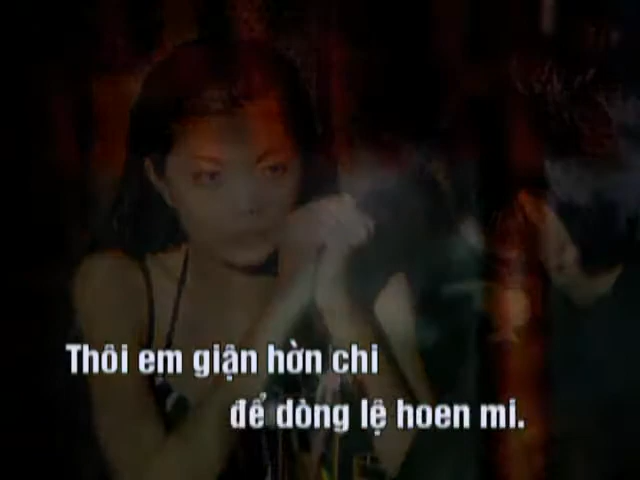 Thôi em giận hờn chi
để dòng lệ hoen mi.